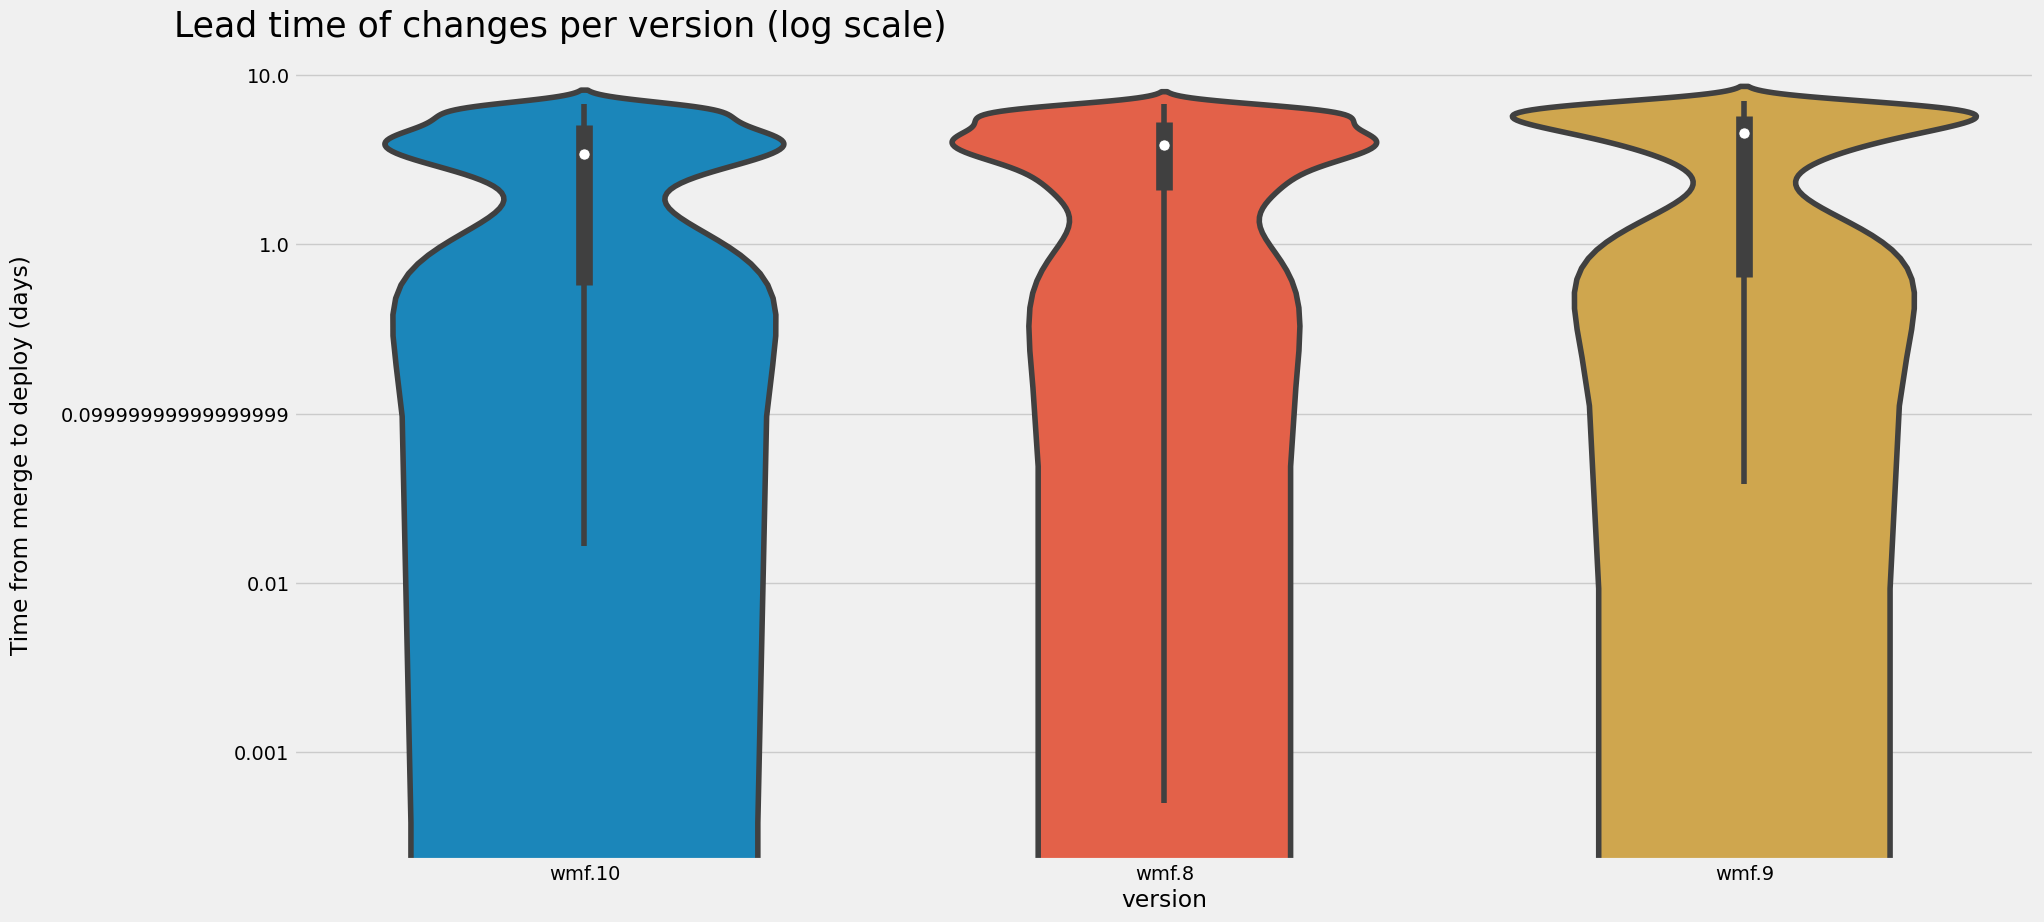 Lead time of changes per version (log scale)
Time from merge to deploy (days)
10.0
1.0
0.09999999999999999
0.01
0.001
wmf.10
wmf.8
wmf.9
version